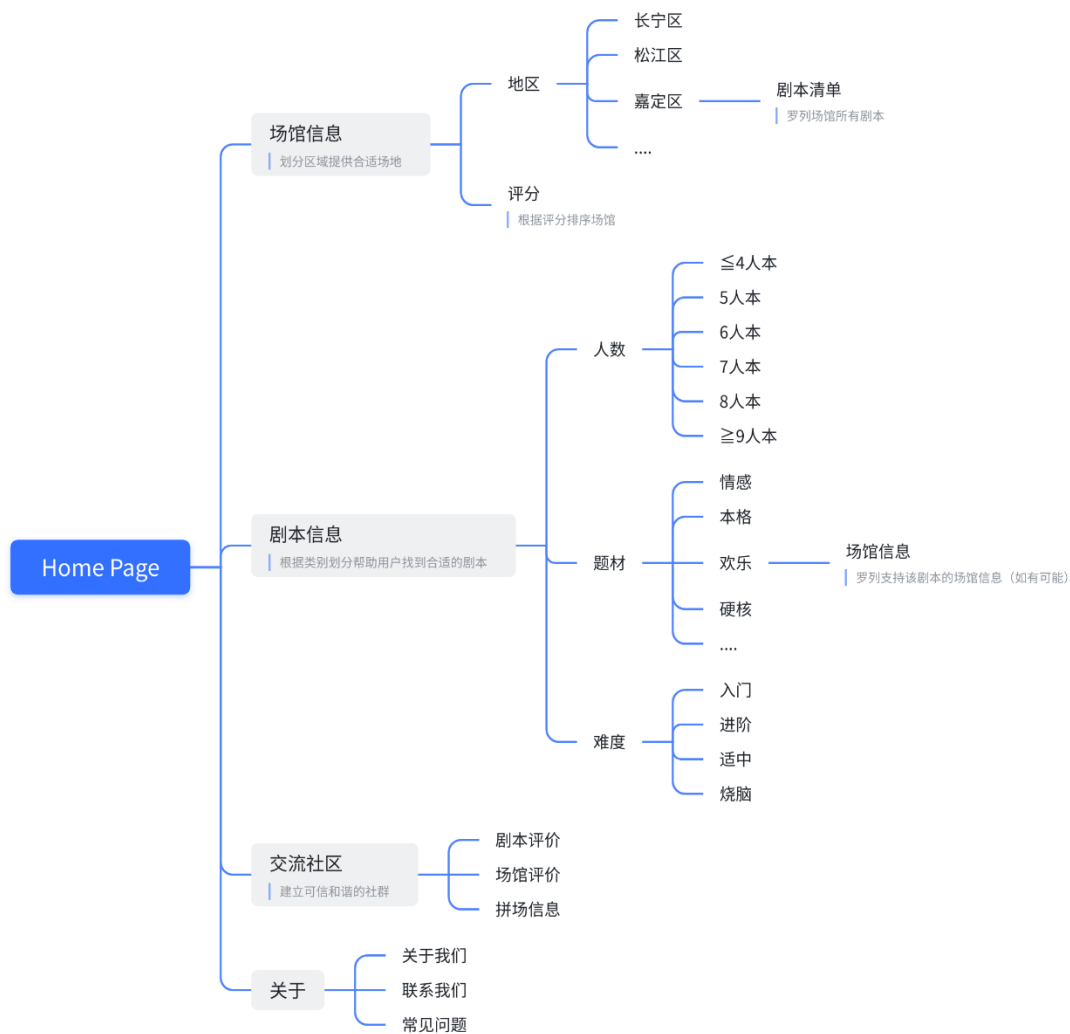 Home Page
场馆信息
划分区域提供合适场地
地区
长宁区
松江区
嘉定区
剧本清单
罗列场馆所有剧本
....
评分
根据评分排序场馆
剧本信息
根据类别划分帮助用户找到合适的剧本
人数
≦4人本
5人本
6人本
7人本
8人本
≧9人本
题材
情感
本格
欢乐
场馆信息
罗列支持该剧本的场馆信息（如有可能）
硬核
....
难度
入门
进阶
适中
烧脑
交流社区
建立可信和谐的社群
剧本评价
场馆评价
拼场信息
关于
关于我们
联系我们
常见问题